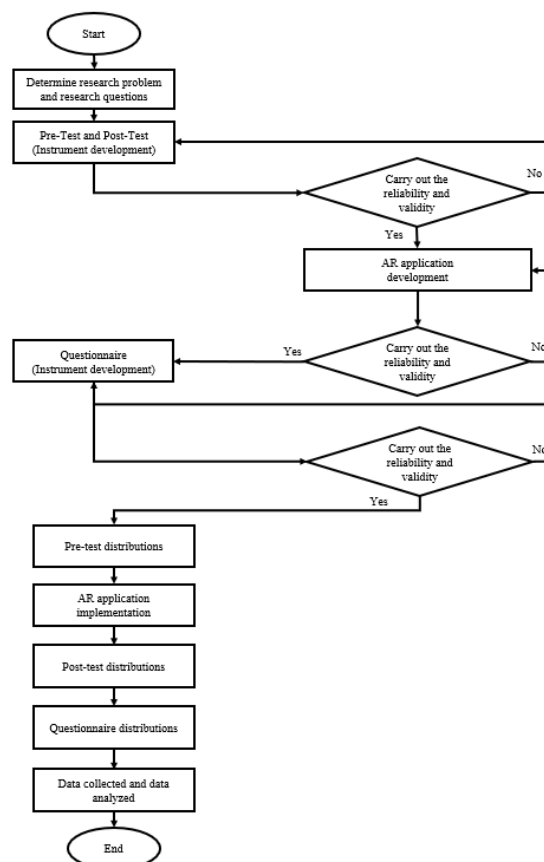 Start
Determine research problem
and research questions
Pre-Test and Post-Test
(Instrument development)
Carry out the
reliability and
validity
No
Yes
AR application
development
Questionnaire
(Instrument development)
Yes
Carry out the
reliability and
validity
No
Carry out the
reliability and
validity
No
Yes
Pre-test distributions
AR application
implementation
Post-test distributions
Questionnaire distributions
Data collected and data
analyzed
End